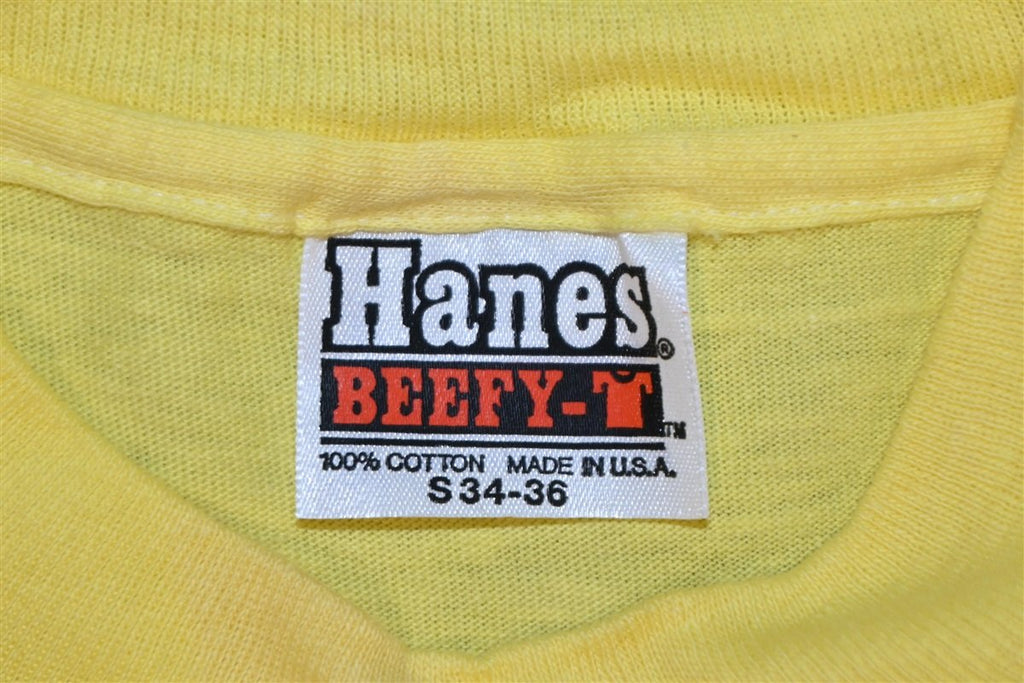 Hanes®
BEEFY-T™
100% COTTON MADE IN U.S.A.
S 34-36